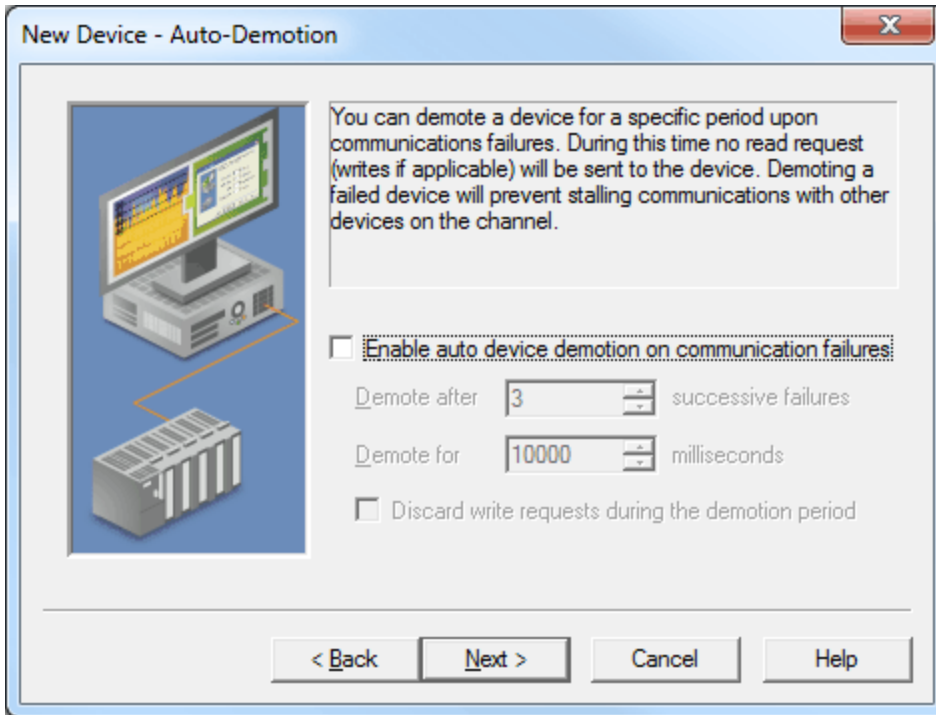 New Device - Auto-Demotion
You can demote a device for a specific period upon
communications failures. During this time no read request
(writes if applicable) will be sent to the device. Demoting a
failed device will prevent stalling communications with other
devices on the channel.
Enable auto device demotion on communication failures
Demote after 3 successive failures
Demote for 10000 milliseconds
Discard write requests during the demotion period
< Back Next > Cancel Help